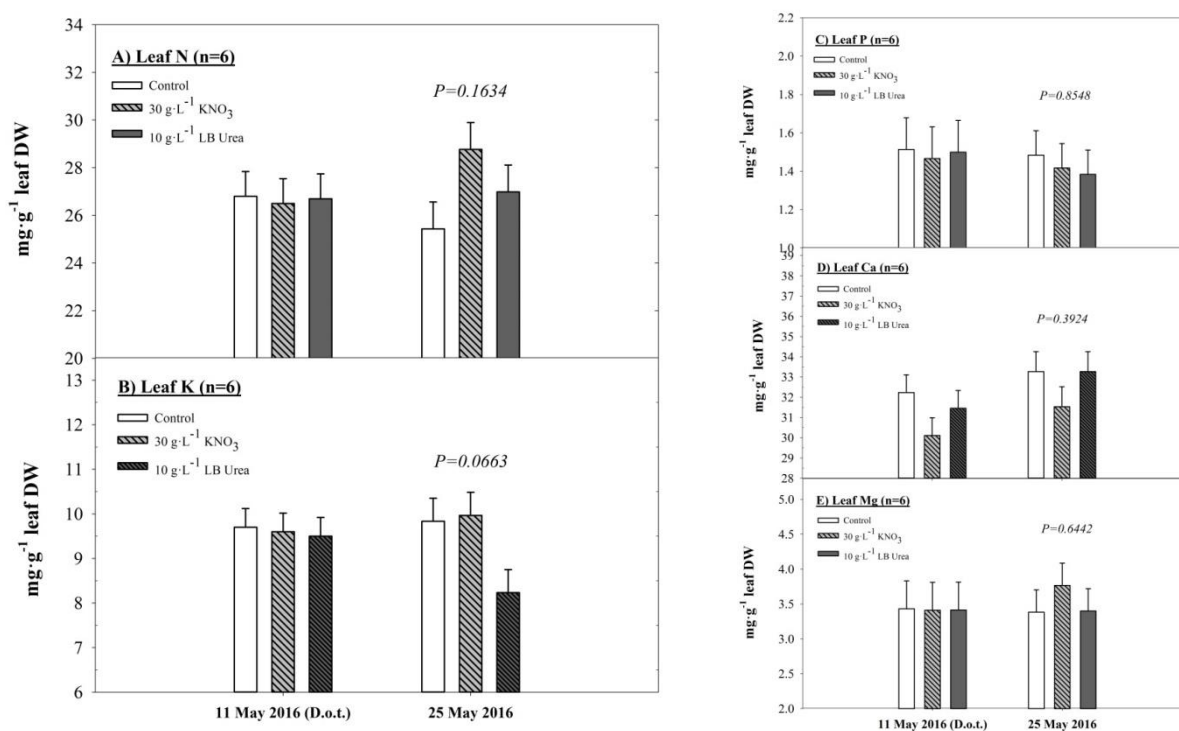 A) Leaf N (n=6)
Control
30 g·L⁻¹ KNO₃
10 g·L⁻¹ LB Urea
P=0.1634
mg·g⁻¹ leaf DW
34
32
30
28
26
24
22
20
B) Leaf K (n=6)
Control
30 g·L⁻¹ KNO₃
10 g·L⁻¹ LB Urea
P=0.0663
mg·g⁻¹ leaf DW
13
12
11
10
9
8
7
6
11 May 2016 (D.o.t.) 25 May 2016
C) Leaf P (n=6)
Control
30 g·L⁻¹ KNO₃
10 g·L⁻¹ LB Urea
P=0.8548
mg·g⁻¹ leaf DW
2.2
2.0
1.8
1.6
1.4
1.2
1.0
D) Leaf Ca (n=6)
Control
30 g·L⁻¹ KNO₃
10 g·L⁻¹ LB Urea
P=0.3924
mg·g⁻¹ leaf DW
38
37
36
35
34
33
32
31
30
29
28
E) Leaf Mg (n=6)
Control
30 g·L⁻¹ KNO₃
10 g·L⁻¹ LB Urea
P=0.6442
mg·g⁻¹ leaf DW
5.0
4.5
4.0
3.5
3.0
2.5
2.0
11 May 2016 (D.o.t.) 25 May 2016